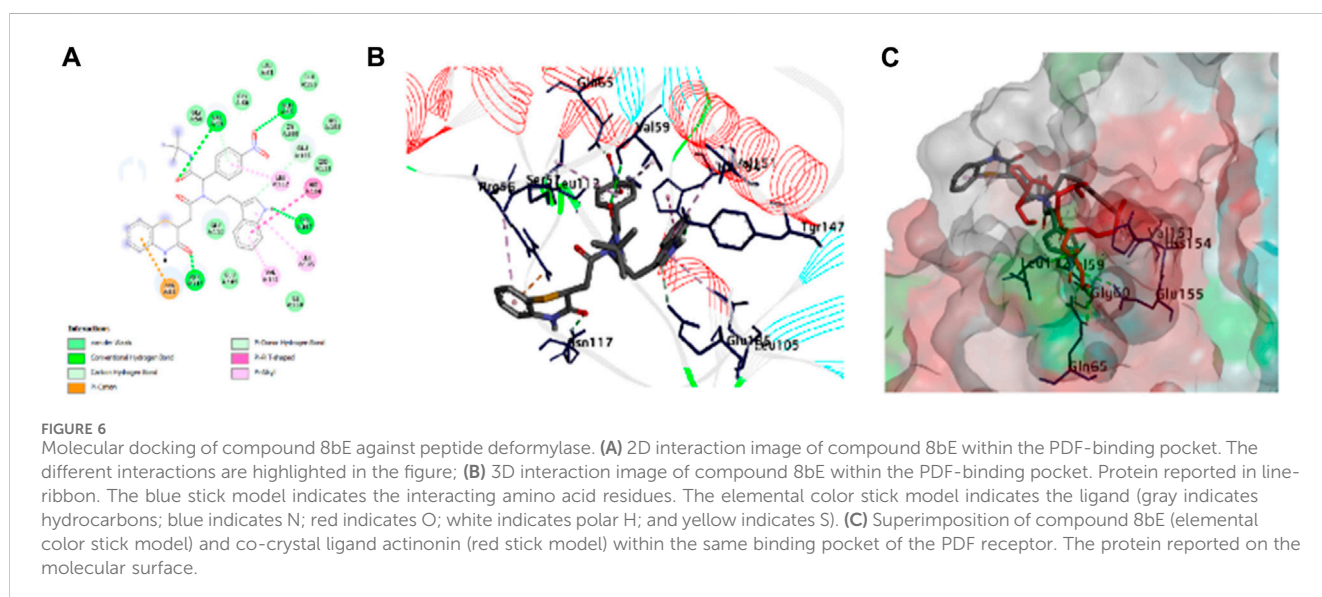 A
B
C
Interactions
van der Waals
Conventional Hydrogen Bond
Carbon Hydrogen Bond
Pi-Cation
Pi-Donor Hydrogen Bond
Pi-Pi T-shaped
Pi-Alkyl
Gln65
Val59
Val151
Pro56
Leu112
Tyr147
Asn117
Leu105
Val151
Glu155
Gly60
Gln65
FIGURE 6
Molecular docking of compound 8bE against peptide deformylase. (A) 2D interaction image of compound 8bE within the PDF-binding pocket. The
different interactions are highlighted in the figure; (B) 3D interaction image of compound 8bE within the PDF-binding pocket. Protein reported in line-
ribbon. The blue stick model indicates the interacting amino acid residues. The elemental color stick model indicates the ligand (gray indicates
hydrocarbons; blue indicates N; red indicates O; white indicates polar H; and yellow indicates S). (C) Superimposition of compound 8bE (elemental
color stick model) and co-crystal ligand actinonin (red stick model) within the same binding pocket of the PDF receptor. The protein reported on the
molecular surface.